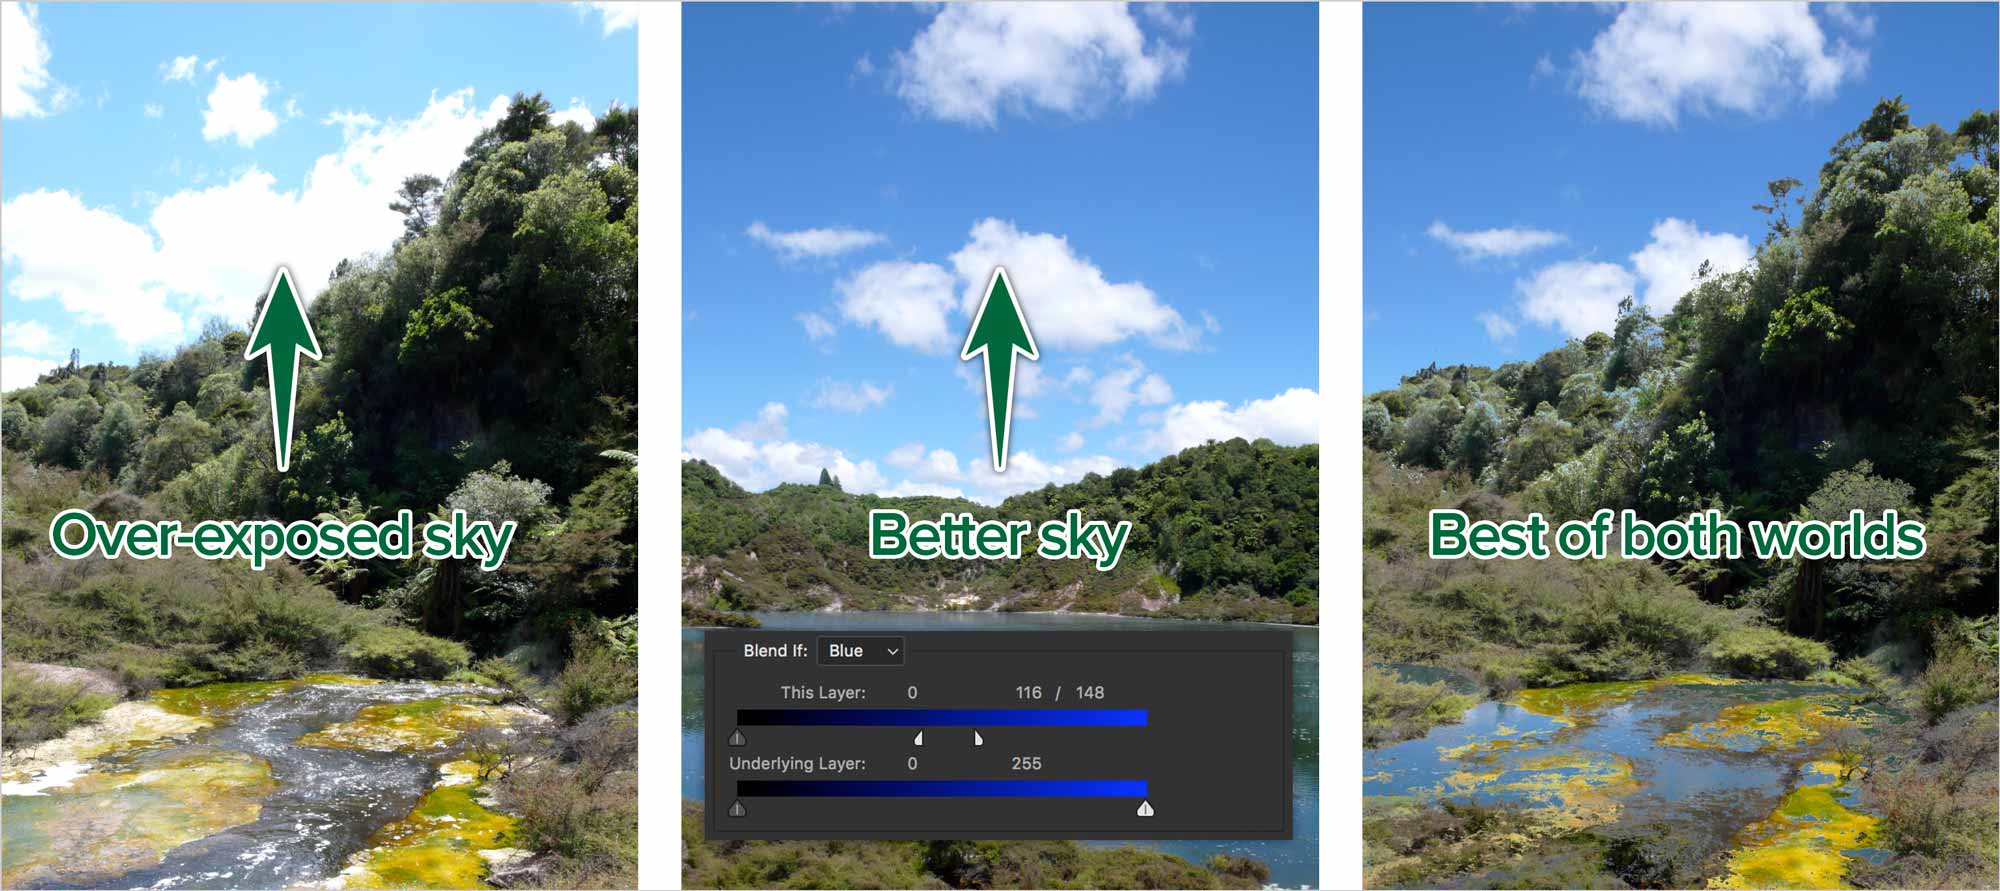 Over-exposed sky
Better sky
Best of both worlds
Blend If: Blue
This Layer: 0 116 / 148
Underlying Layer: 0 255